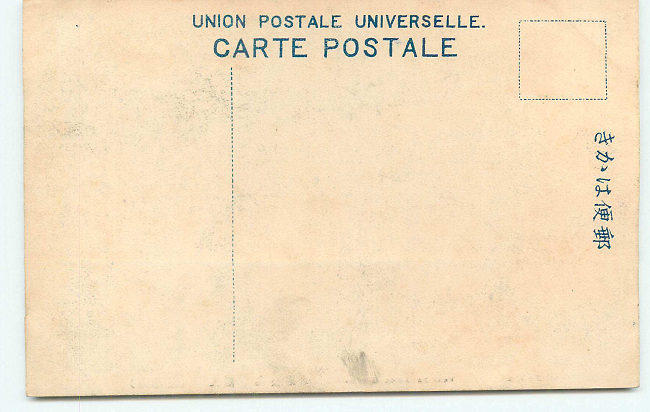 UNION POSTALE UNIVERSELLE.
CARTE POSTALE
郵便はかき